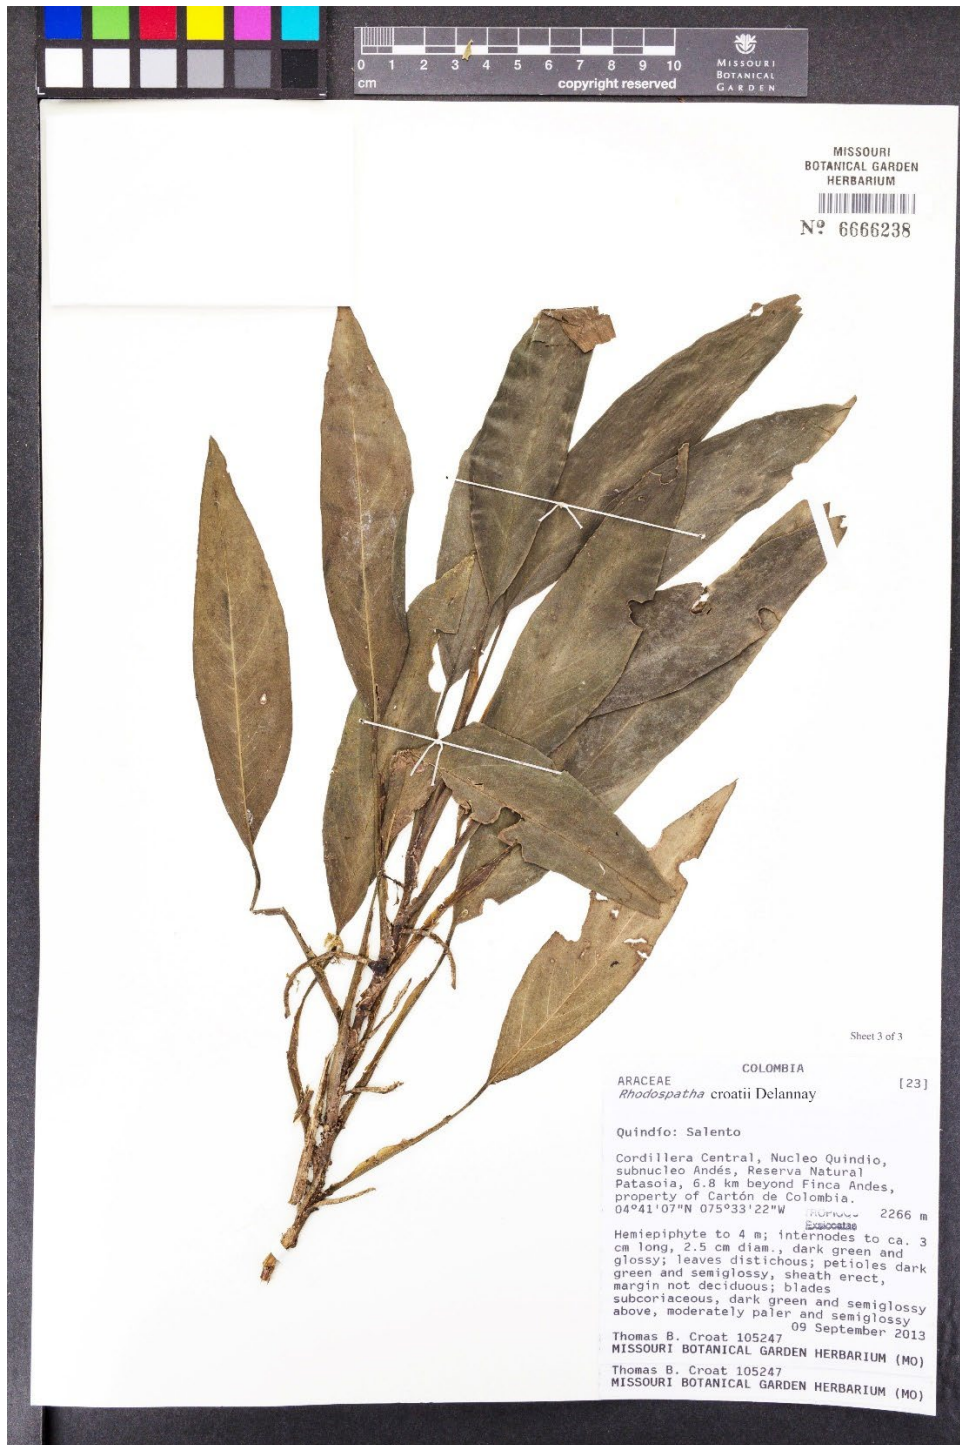 0 1 2 3 4 5 6 7 8 9 10
cm copyright reserved
MISSOURI
BOTANICAL
GARDEN
MISSOURI
BOTANICAL GARDEN
HERBARIUM
Nº 6666238
Sheet 3 of 3
COLOMBIA
ARACEAE [23]
Rhodospatha croatii Delannay
Quindío: Salento
Cordillera Central, Nucleo Quindio,
subnucleo Andés, Reserva Natural
Patasoia, 6.8 km beyond Finca Andes,
property of Cartón de Colombia.
04°41'07"N 075°33'22"W 2266 m
Exsiccatae
Hemiepiphyte to 4 m; internodes to ca. 3
cm long, 2.5 cm diam., dark green and
glossy; leaves distichous; petioles dark
green and semiglossy, sheath erect,
margin not deciduous; blades
subcoriaceous, dark green and semiglossy
above, moderately paler and semiglossy
09 September 2013
Thomas B. Croat 105247
MISSOURI BOTANICAL GARDEN HERBARIUM (MO)
Thomas B. Croat 105247
MISSOURI BOTANICAL GARDEN HERBARIUM (MO)